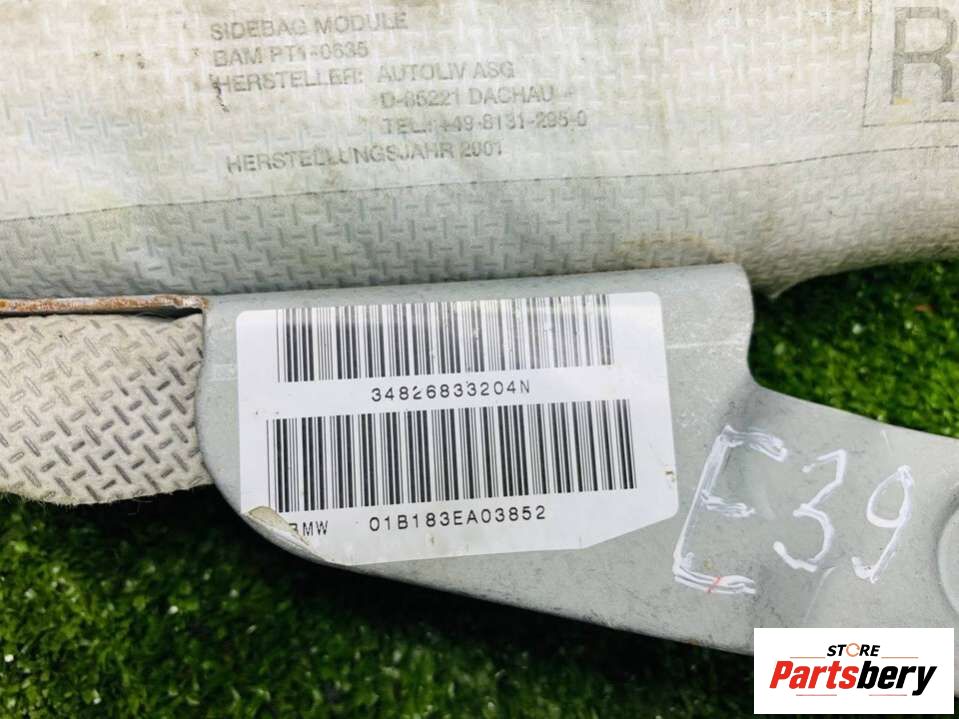 SIDEBAG MODULE
BAM PT1-0635
HERSTELLER: AUTOLIV ASG
D-85221 DACHAU
TEL.: +49-8131-295-0
HERSTELLUNGSJAHR 2001
R
34826833204N
BMW 01B183EA03852
E39
STORE
Partsbery